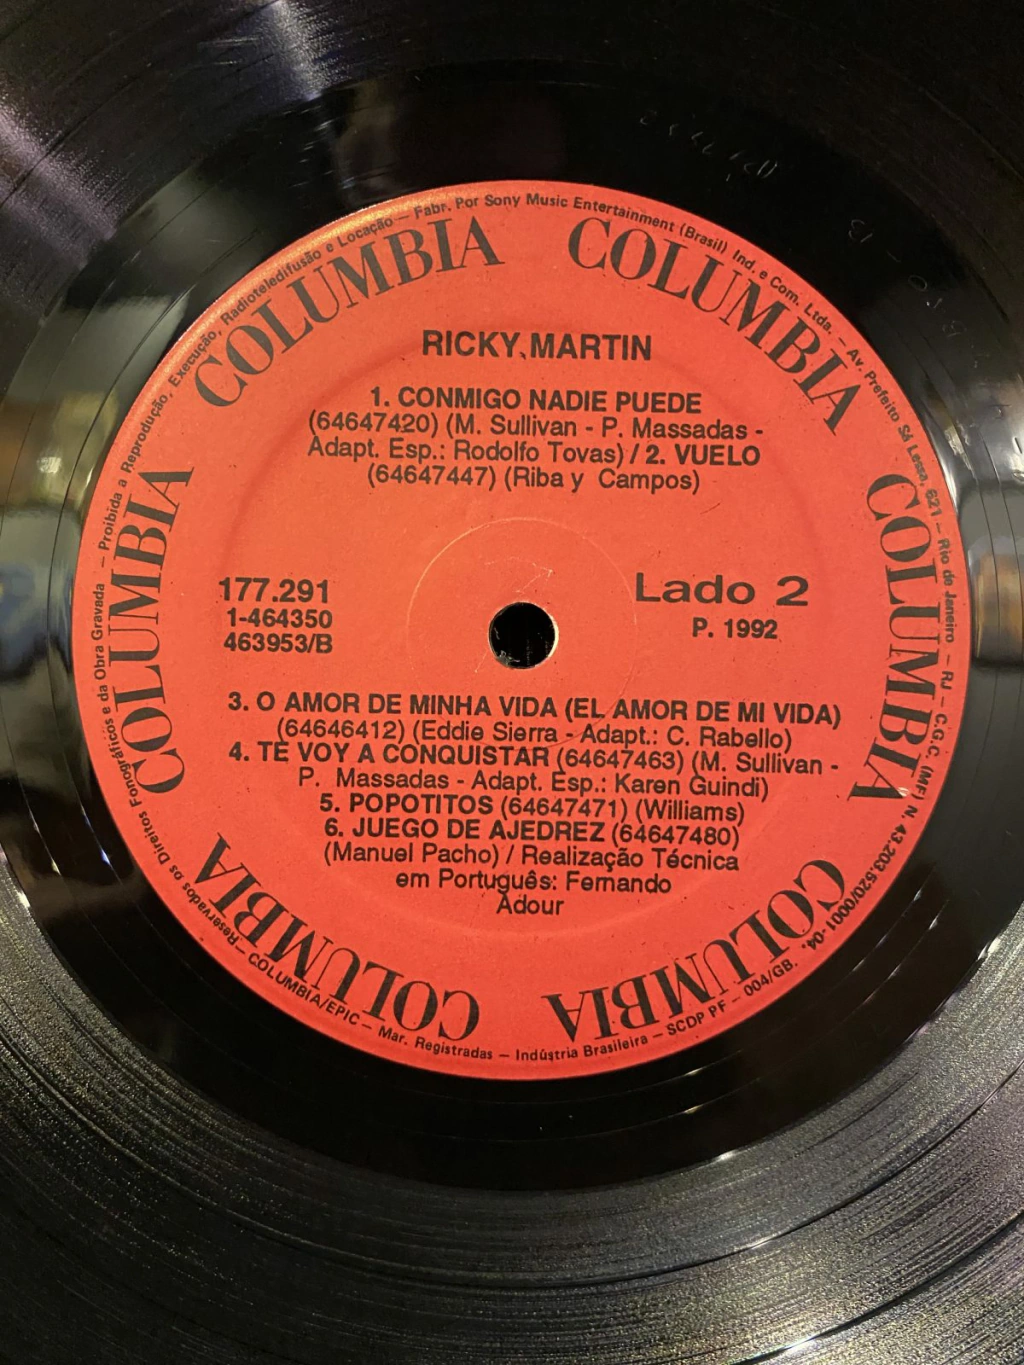 Reservados os Direitos Fonográficos e da Obra Gravada – Proibida a Reprodução, Execução, Radioteledifusão e Locação – Fabr. Por Sony Music Entertainment (Brasil) Ind. e Com. Ltda. – Av. Prefeito Sá Lessa, 621 – Rio de Janeiro – RJ – C.G.C. (MF) N. 43.203.520/0001-04.
COLUMBIA COLUMBIA COLUMBIA COLUMBIA COLUMBIA COLUMBIA COLUMBIA
RICKY MARTIN
1. CONMIGO NADIE PUEDE
(64647420) (M. Sullivan - P. Massadas -
Adapt. Esp.: Rodolfo Tovas) / 2. VUELO
(64647447) (Riba y Campos)
177.291
1-464350
463953/B
Lado 2
P. 1992
3. O AMOR DE MINHA VIDA (EL AMOR DE MI VIDA)
(64646412) (Eddie Sierra - Adapt.: C. Rabello)
4. TE VOY A CONQUISTAR (64647463) (M. Sullivan -
P. Massadas - Adapt. Esp.: Karen Guindi)
5. POPOTITOS (64647471) (Williams)
6. JUEGO DE AJEDREZ (64647480)
(Manuel Pacho) / Realização Técnica
em Português: Fernando
Adour
COLUMBIA/EPIC – Mar. Registradas – Indústria Brasileira – SCDP PF – 004/GB.